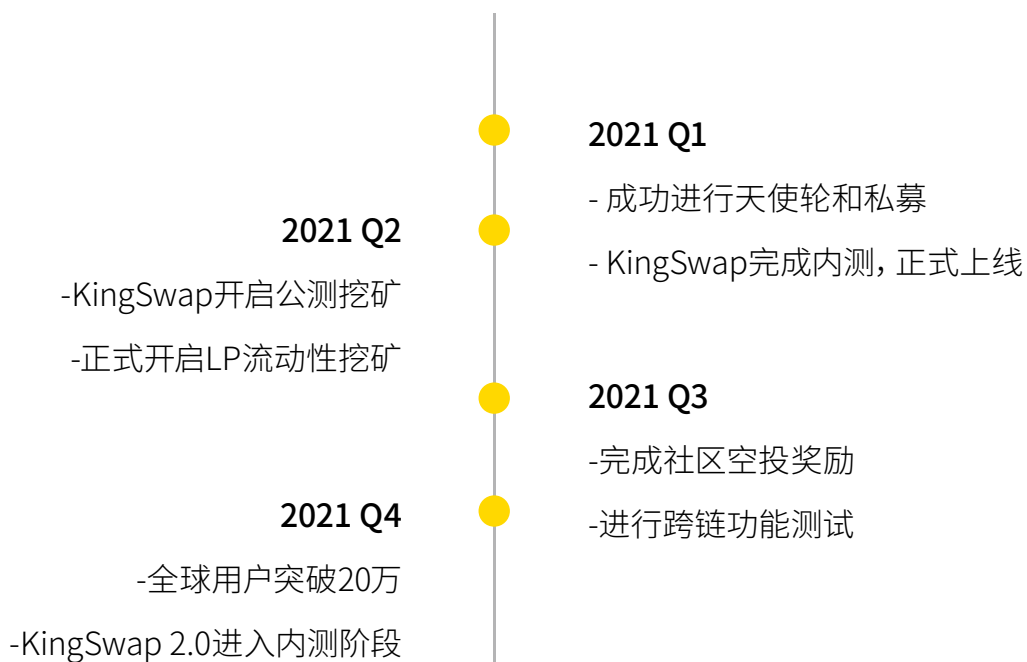 2021 Q1
- 成功进行天使轮和私募
- KingSwap完成内测，正式上线
2021 Q2
-KingSwap开启公测挖矿
-正式开启LP流动性挖矿
2021 Q3
-完成社区空投奖励
-进行跨链功能测试
2021 Q4
-全球用户突破20万
-KingSwap 2.0进入内测阶段